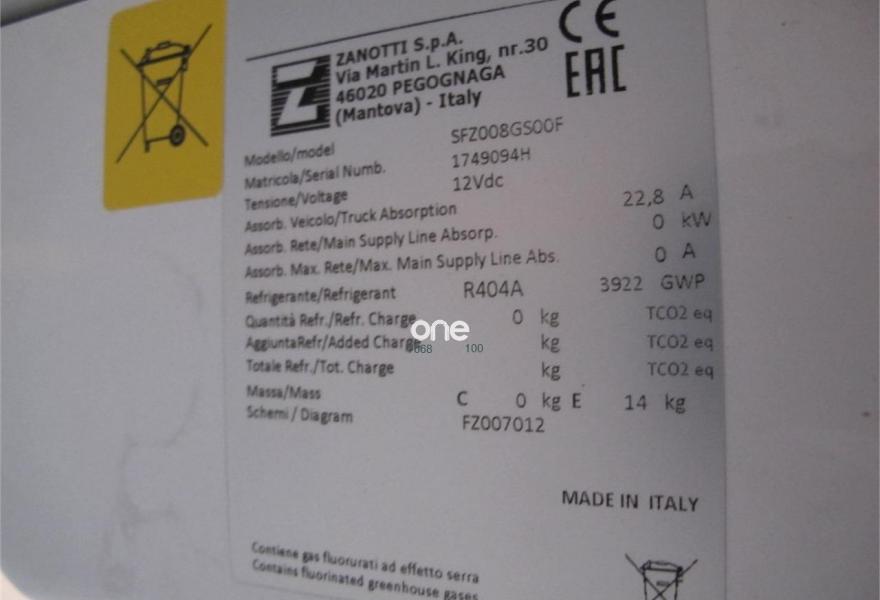 ZANOTTI S.p.A.
Via Martin L. King, nr.30
46020 PEGOGNAGA
(Mantova) - Italy
CE
EAC
Modello/model SFZ008GS00F
Matricola/Serial Numb. 1749094H
Tensione/Voltage 12Vdc
Assorb. Veicolo/Truck Absorption 22,8 A
Assorb. Rete/Main Supply Line Absorp. 0 kW
Assorb. Max. Rete/Max. Main Supply Line Abs. 0 A
Refrigerante/Refrigerant R404A 3922 GWP
Quantità Refr./Refr. Charge 0 kg TCO2 eq
AggiuntaRefr/Added Charge kg TCO2 eq
Totale Refr./Tot. Charge kg TCO2 eq
Massa/Mass C 0 kg E 14 kg
Schemi / Diagram FZ007012
one
668 100
MADE IN ITALY
Contiene gas fluorurati ad effetto serra
Contains fluorinated greenhouse gases